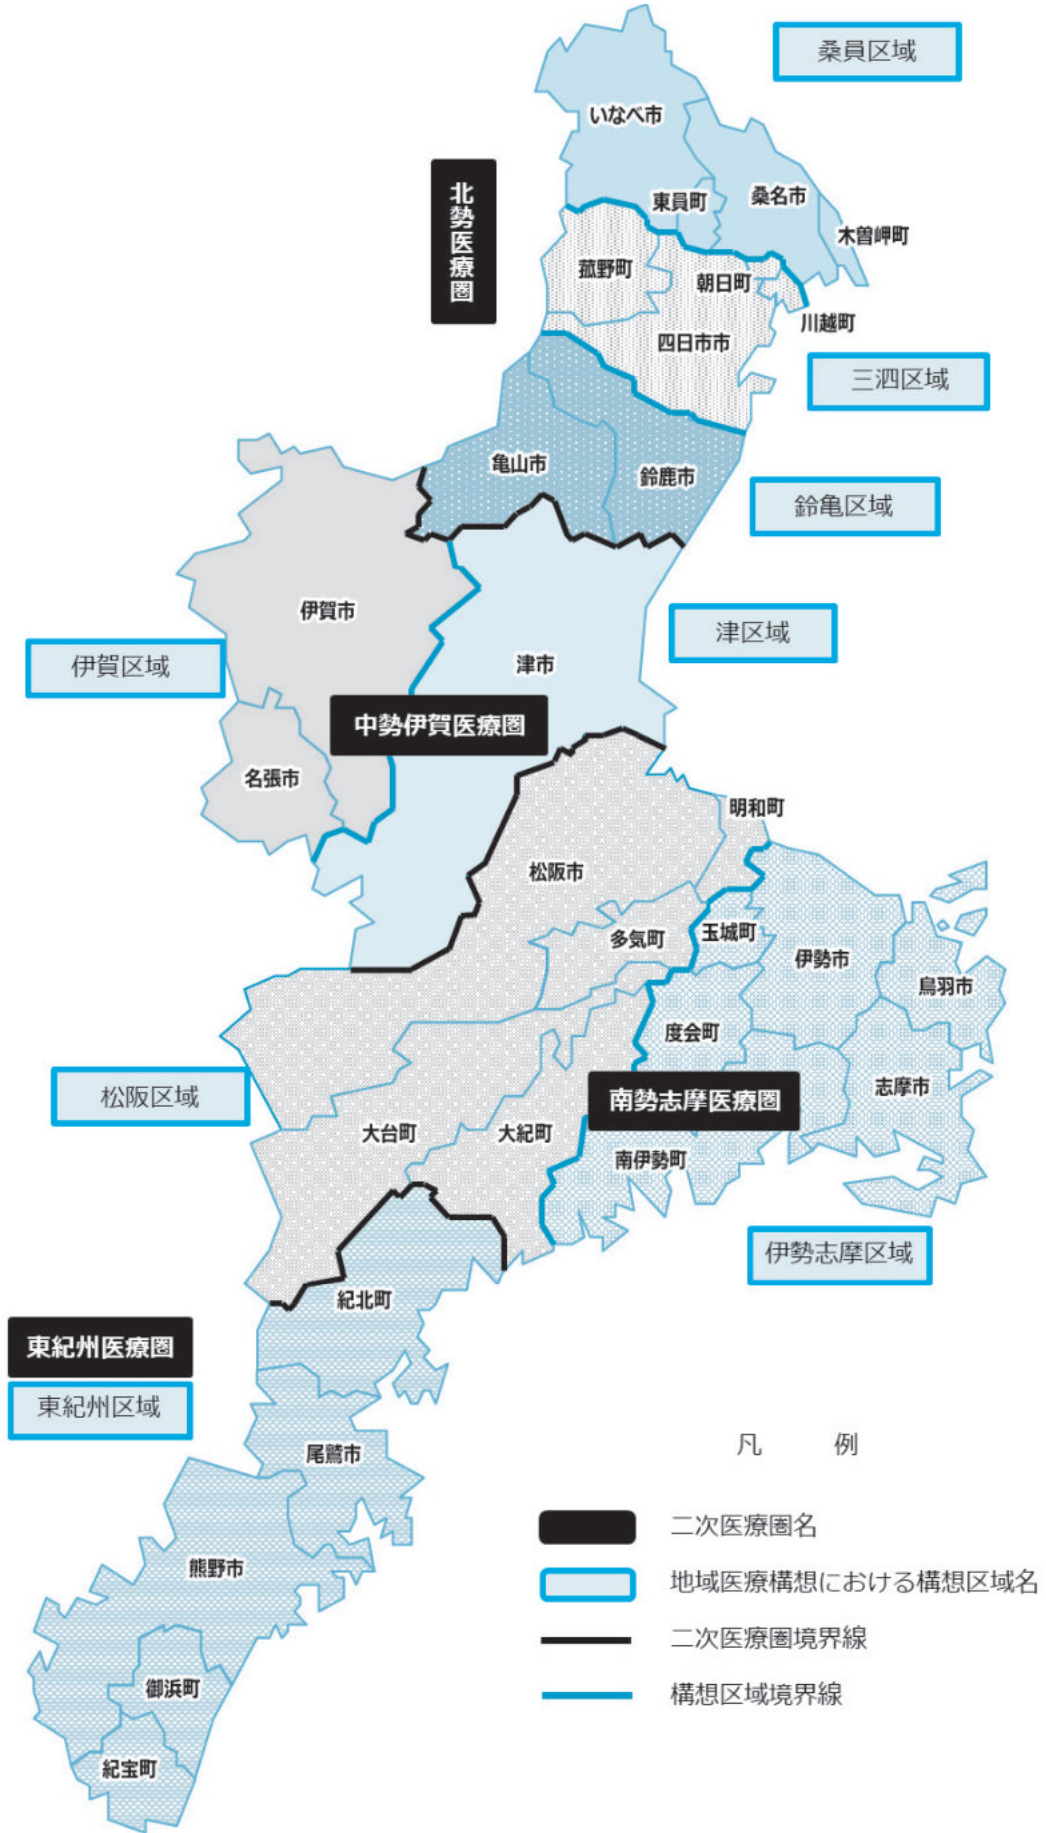 桑員区域
いなべ市
北勢医療圏
東員町
桑名市
木曽岬町
菰野町
朝日町
川越町
四日市市
三泗区域
亀山市
鈴鹿市
鈴亀区域
伊賀市
津区域
伊賀区域
津市
中勢伊賀医療圏
名張市
明和町
松阪市
多気町
玉城町
伊勢市
鳥羽市
度会町
松阪区域
南勢志摩医療圏
志摩市
大台町
大紀町
南伊勢町
伊勢志摩区域
紀北町
東紀州医療圏
東紀州区域
尾鷲市
熊野市
御浜町
紀宝町
凡 例
二次医療圏名
地域医療構想における構想区域名
二次医療圏境界線
構想区域境界線